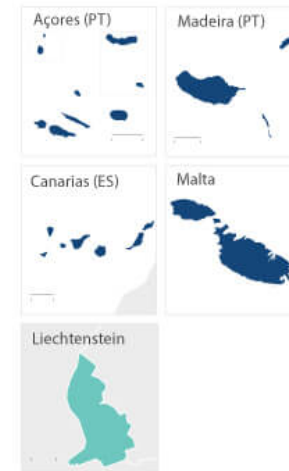 Açores (PT)
Madeira (PT)
Canarias (ES)
Malta
Liechtenstein